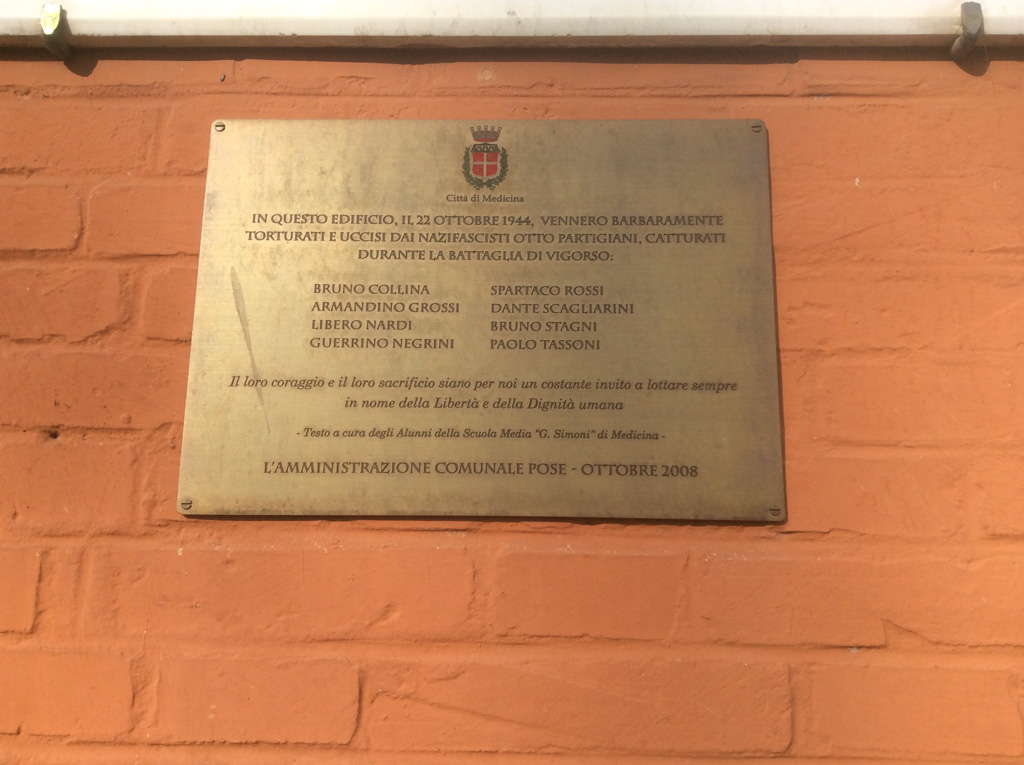 Città di Medicina
IN QUESTO EDIFICIO, IL 22 OTTOBRE 1944, VENNERO BARBARAMENTE
TORTURATI E UCCISI DAI NAZIFASCISTI OTTO PARTIGIANI, CATTURATI
DURANTE LA BATTAGLIA DI VIGORSO:
BRUNO COLLINA SPARTACO ROSSI
ARMANDINO GROSSI DANTE SCAGLIARINI
LIBERO NARDI BRUNO STAGNI
GUERRINO NEGRINI PAOLO TASSONI
Il loro coraggio e il loro sacrificio siano per noi un costante invito a lottare sempre
in nome della Libertà e della Dignità umana
- Testo a cura degli Alunni della Scuola Media "G. Simoni" di Medicina -
L'AMMINISTRAZIONE COMUNALE POSE - OTTOBRE 2008